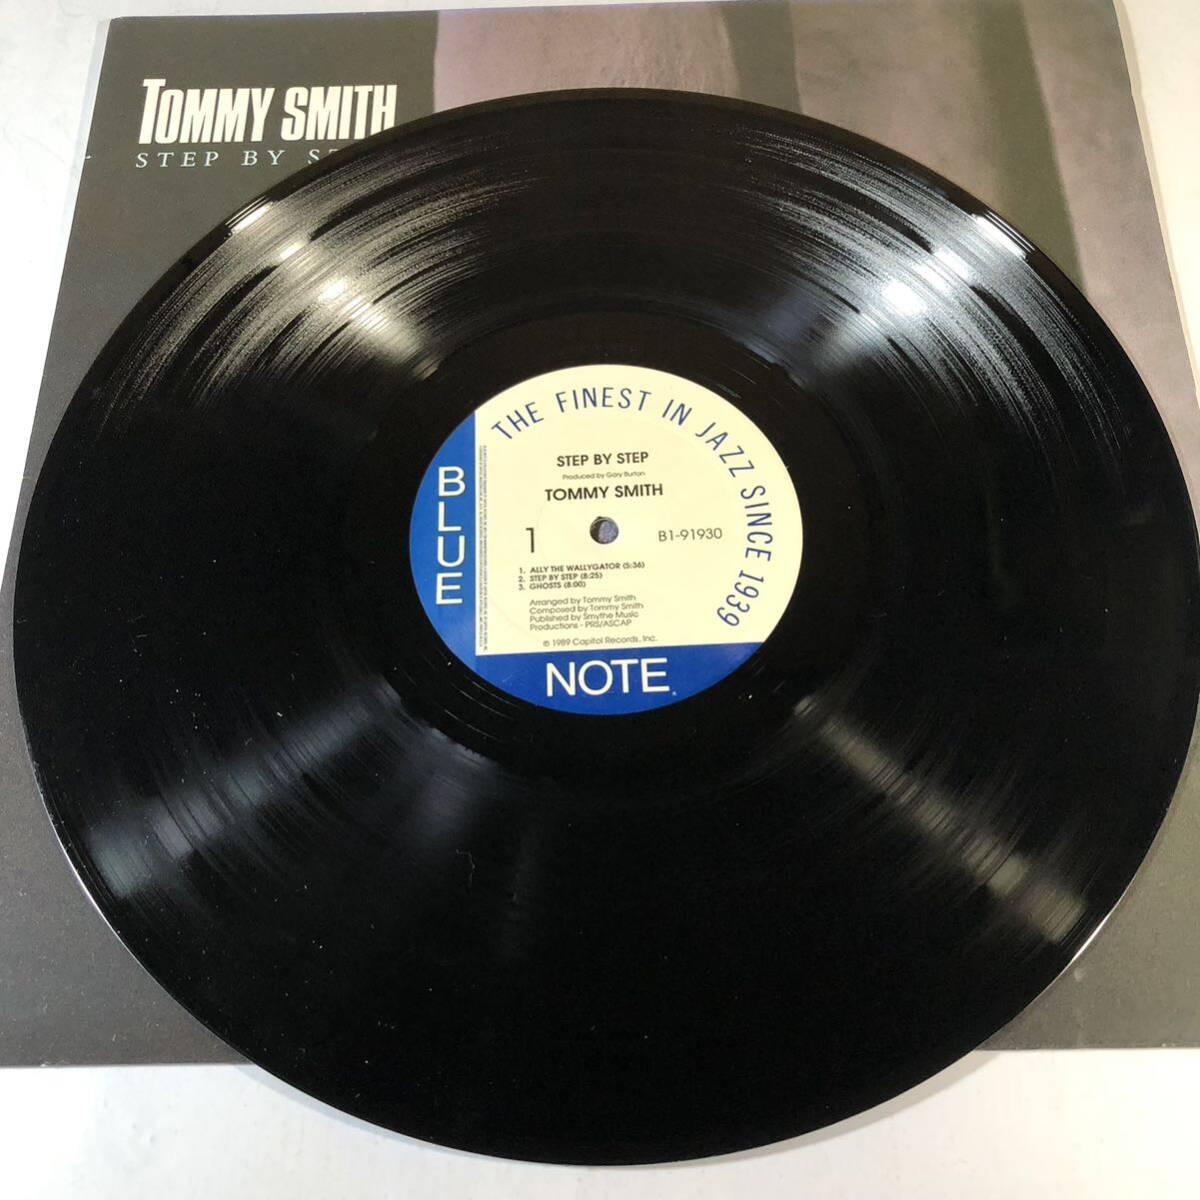 TOMMY SMITH
STEP BY
THE FINEST IN JAZZ SINCE 1939
BLUE
NOTE
STEP BY STEP
Produced by Gary Burton
TOMMY SMITH
1
B1-91930
1. ALLY THE WALLYGATOR (5:36)
2. STEP BY STEP (8:25)
3. GHOSTS (8:00)
Arranged by Tommy Smith
Composed by Tommy Smith
Published by Smythe Music
Productions - PRS/ASCAP
© 1989 Capitol Records, Inc.